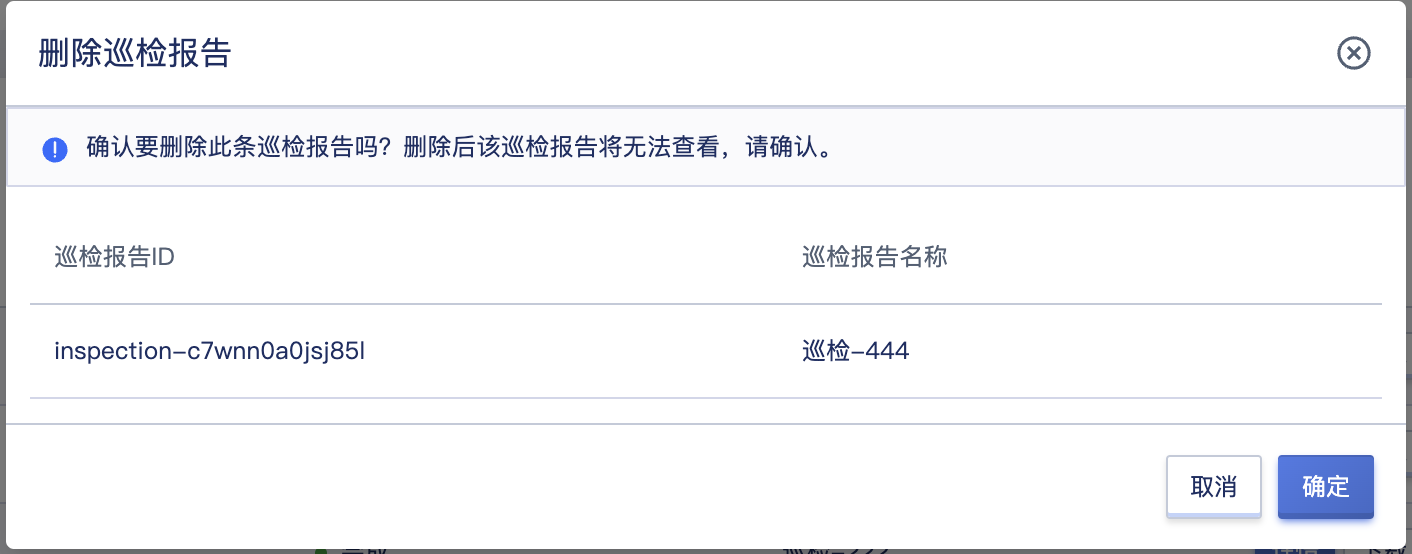 删除巡检报告
确认要删除此条巡检报告吗？删除后该巡检报告将无法查看，请确认。
巡检报告ID 巡检报告名称
inspection-c7wnn0a0jsj85l 巡检-444
取消 确定